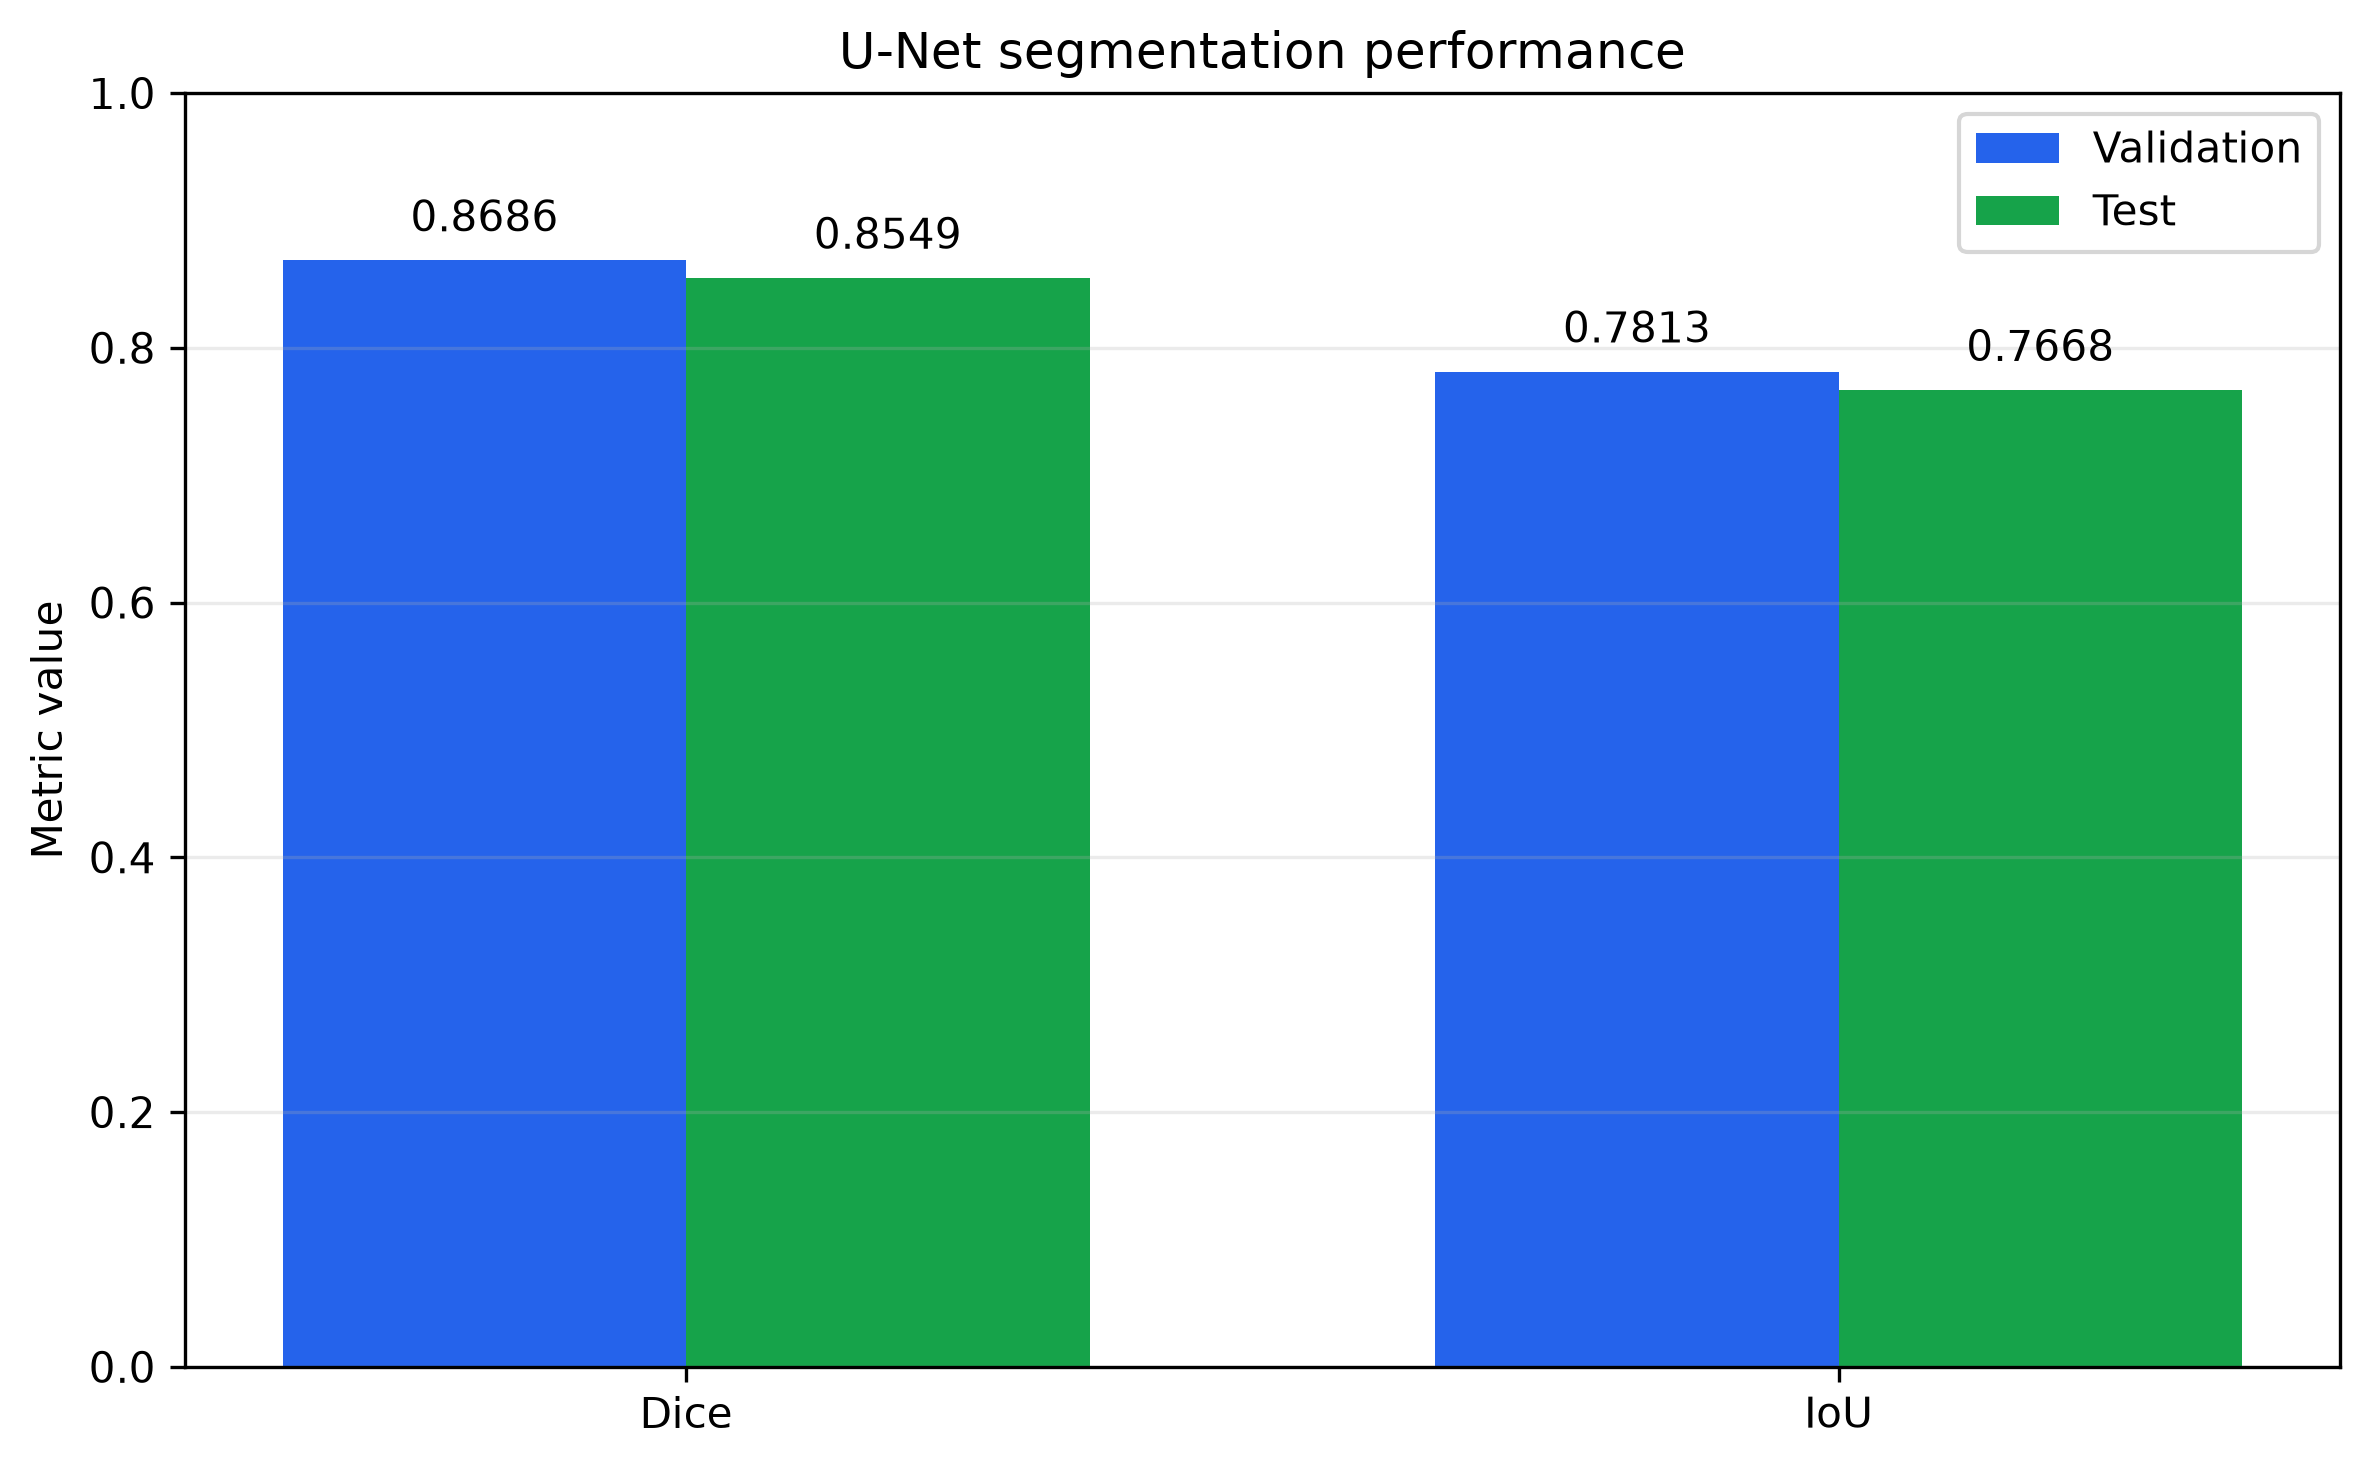 U-Net segmentation performance
1.0
0.8
0.6
0.4
0.2
0.0
Metric value
0.8686
0.8549
0.7813
0.7668
Validation
Test
Dice
IoU